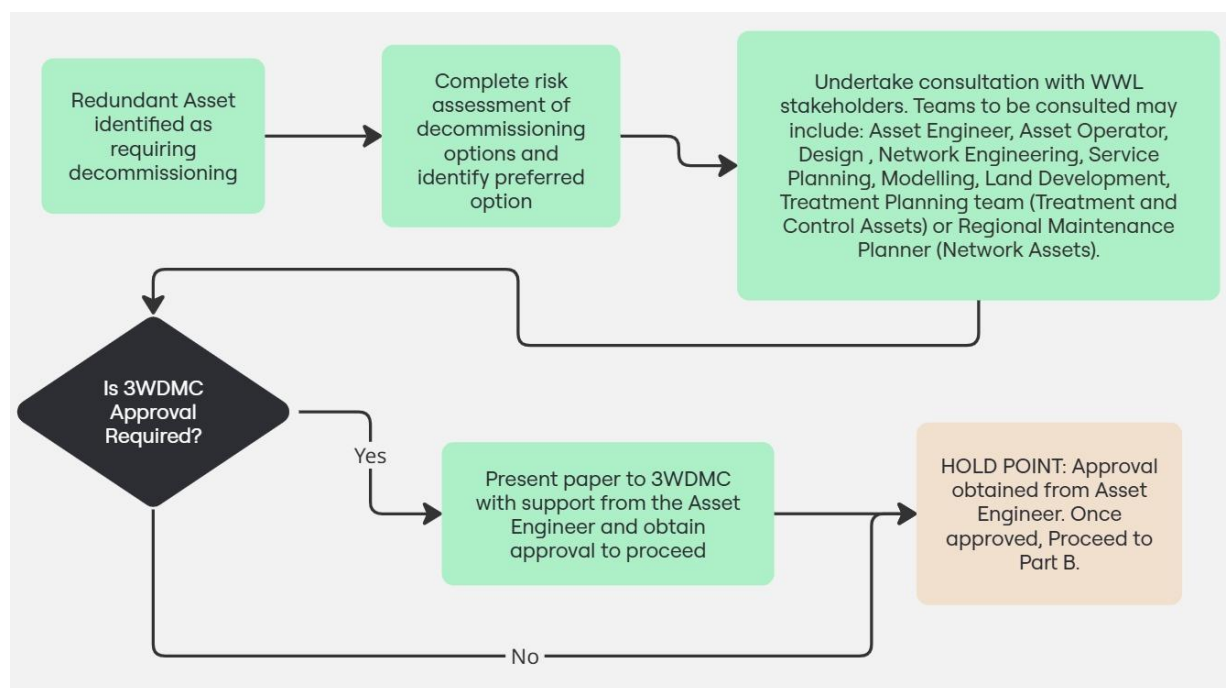 Redundant Asset
identified as
requiring
decommissioning
Complete risk
assessment of
decommissioning
options and
identify preferred
option
Undertake consultation with WWL
stakeholders. Teams to be consulted may
include: Asset Engineer, Asset Operator,
Design , Network Engineering, Service
Planning, Modelling, Land Development,
Treatment Planning team (Treatment and
Control Assets) or Regional Maintenance
Planner (Network Assets).
Is 3WDMC
Approval
Required?
Yes
Present paper to 3WDMC
with support from the Asset
Engineer and obtain
approval to proceed
HOLD POINT: Approval
obtained from Asset
Engineer. Once
approved, Proceed to
Part B.
No